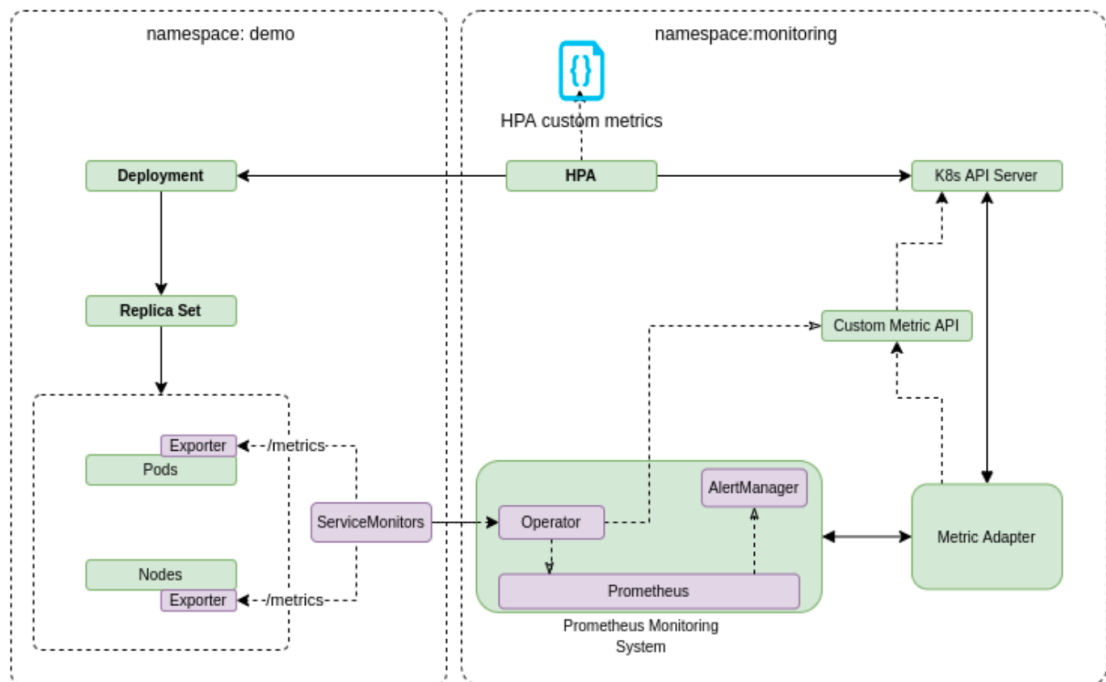 namespace: demo
namespace:monitoring
{}
HPA custom metrics
Deployment
HPA
K8s API Server
Replica Set
Custom Metric API
Exporter
/metrics
Pods
AlertManager
ServiceMonitors
Operator
Metric Adapter
Nodes
Exporter
/metrics
Prometheus
Prometheus Monitoring
System